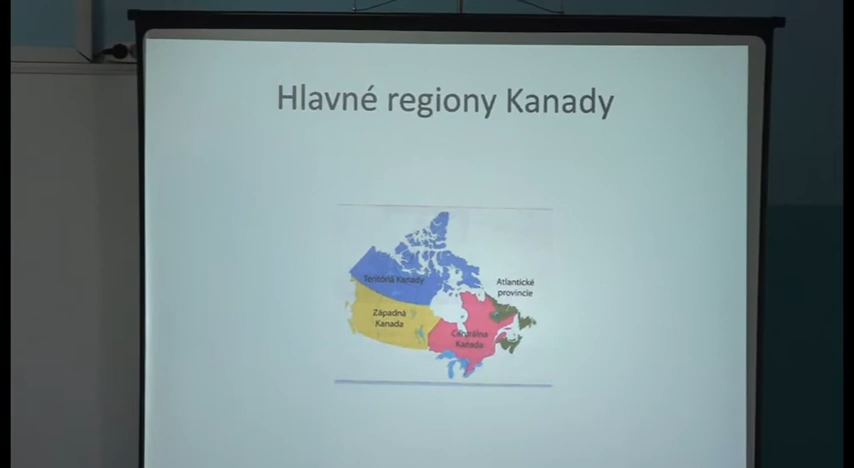 Hlavné regiony Kanady
Teritóriá Kanady
Atlantické
provincie
Západná
Kanada
Centrálna
Kanada